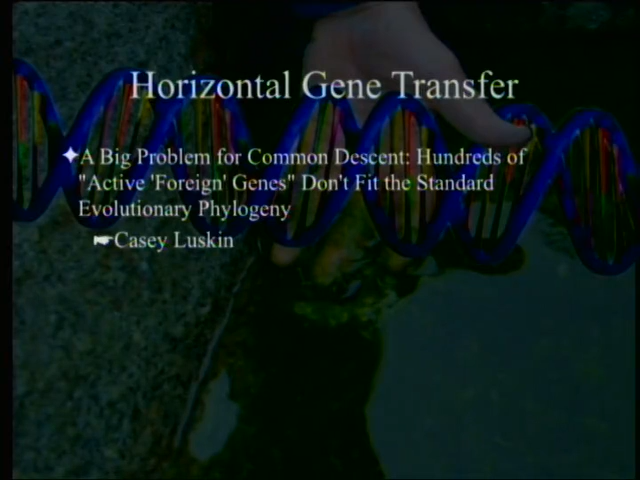 Horizontal Gene Transfer
A Big Problem for Common Descent: Hundreds of
"Active 'Foreign' Genes" Don't Fit the Standard
Evolutionary Phylogeny
Casey Luskin